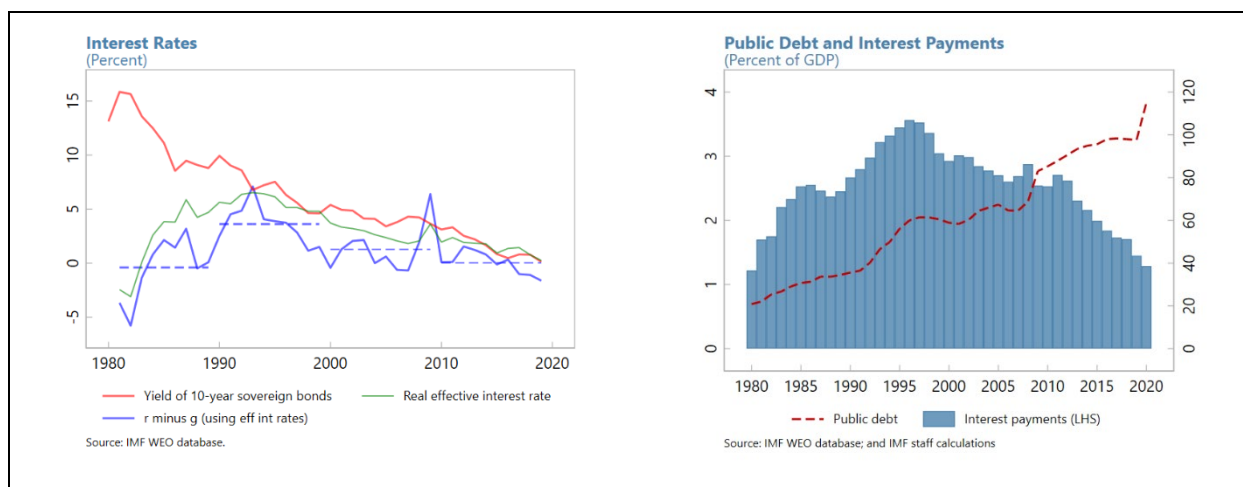 Interest Rates
(Percent)
15
10
5
0
-5
1980
1990
2000
2010
2020
Yield of 10-year sovereign bonds
Real effective interest rate
r minus g (using eff int rates)
Source: IMF WEO database.
Public Debt and Interest Payments
(Percent of GDP)
4
3
2
1
0
120
100
80
60
40
20
0
1980
1985
1990
1995
2000
2005
2010
2015
2020
Public debt
Interest payments (LHS)
Source: IMF WEO database; and IMF staff calculations